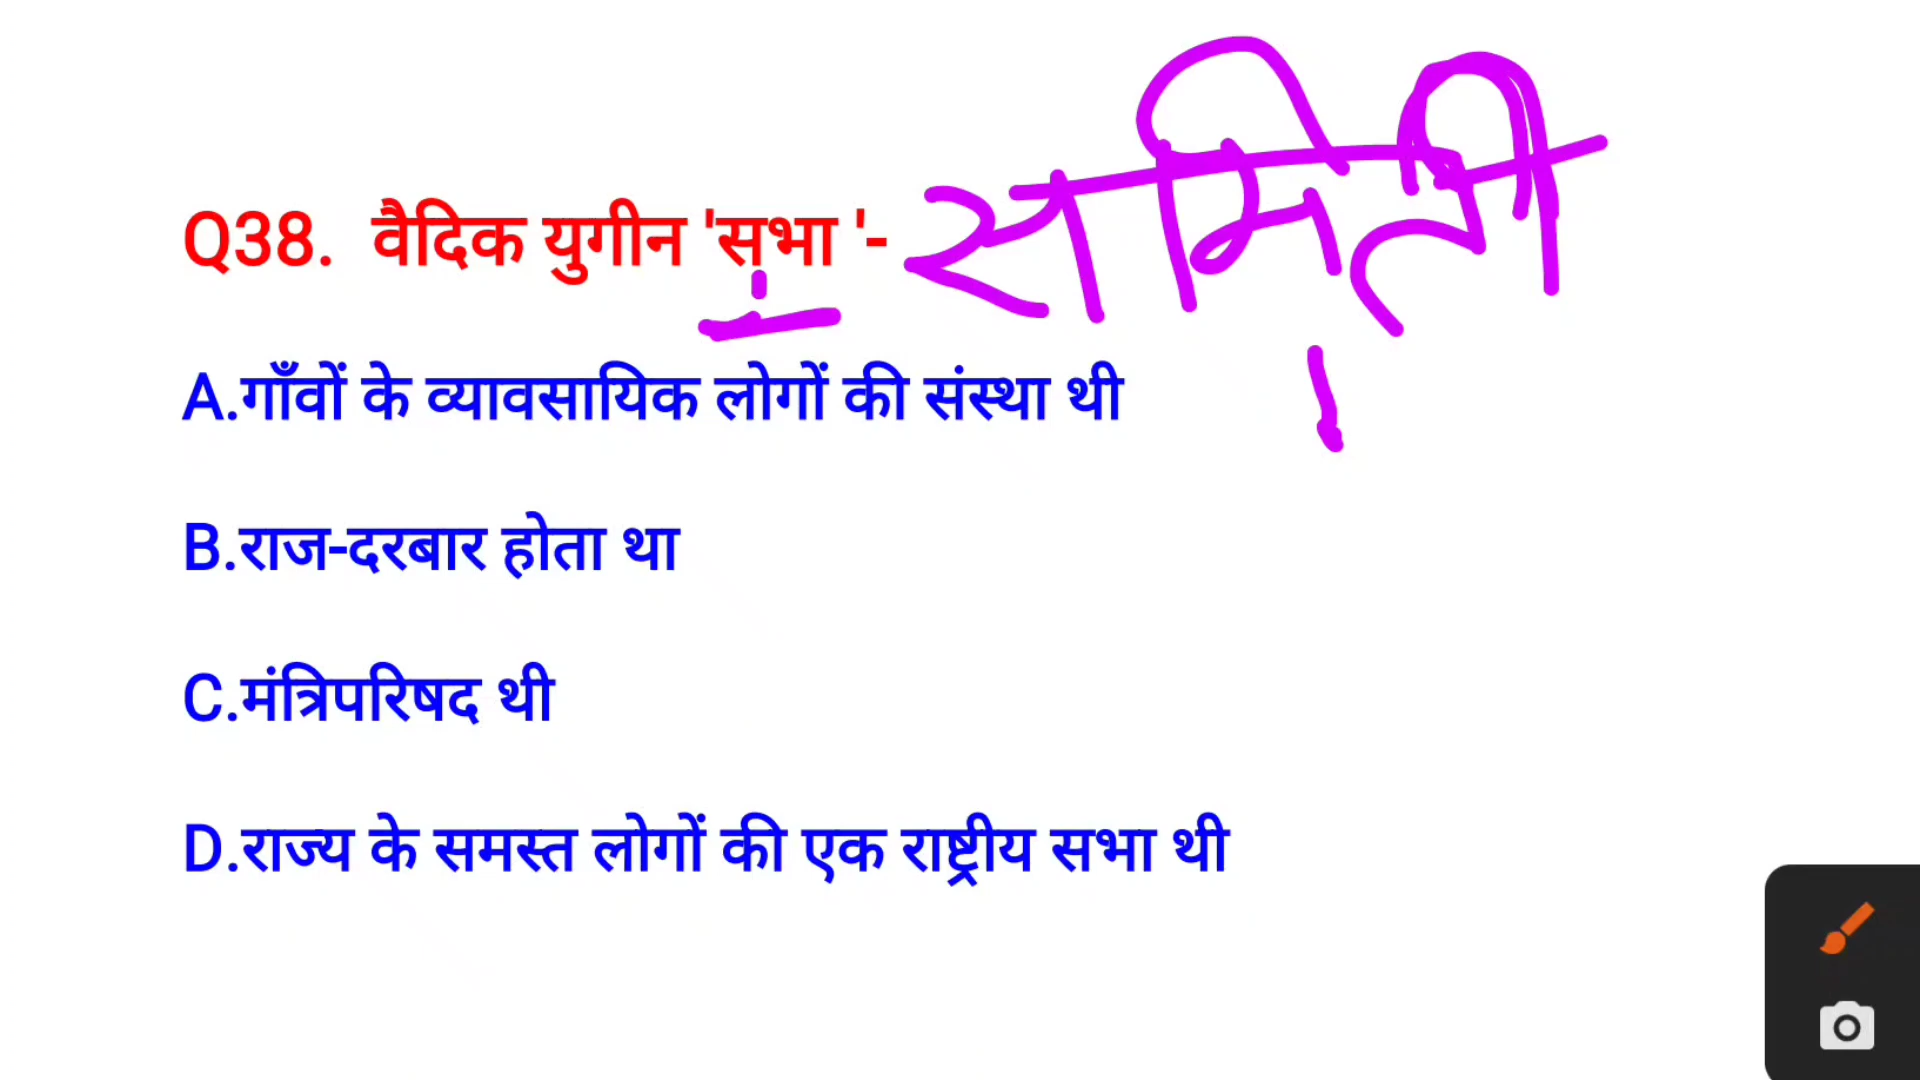 Q38. वैदिक युगीन 'सभा '- समिती
A.गाँवों के व्यावसायिक लोगों की संस्था थी
B.राज-दरबार होता था
C.मंत्रिपरिषद थी
D.राज्य के समस्त लोगों की एक राष्ट्रीय सभा थी